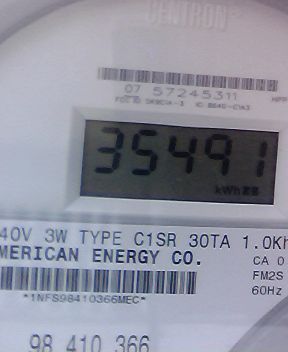 CENTRON
07 57245311
35491
kWh
40V 3W TYPE C1SR 30TA 1.0Kh
MERICAN ENERGY CO.
CA 0
FM2S
*1NFS98410366MEC*
60Hz
98 410 366